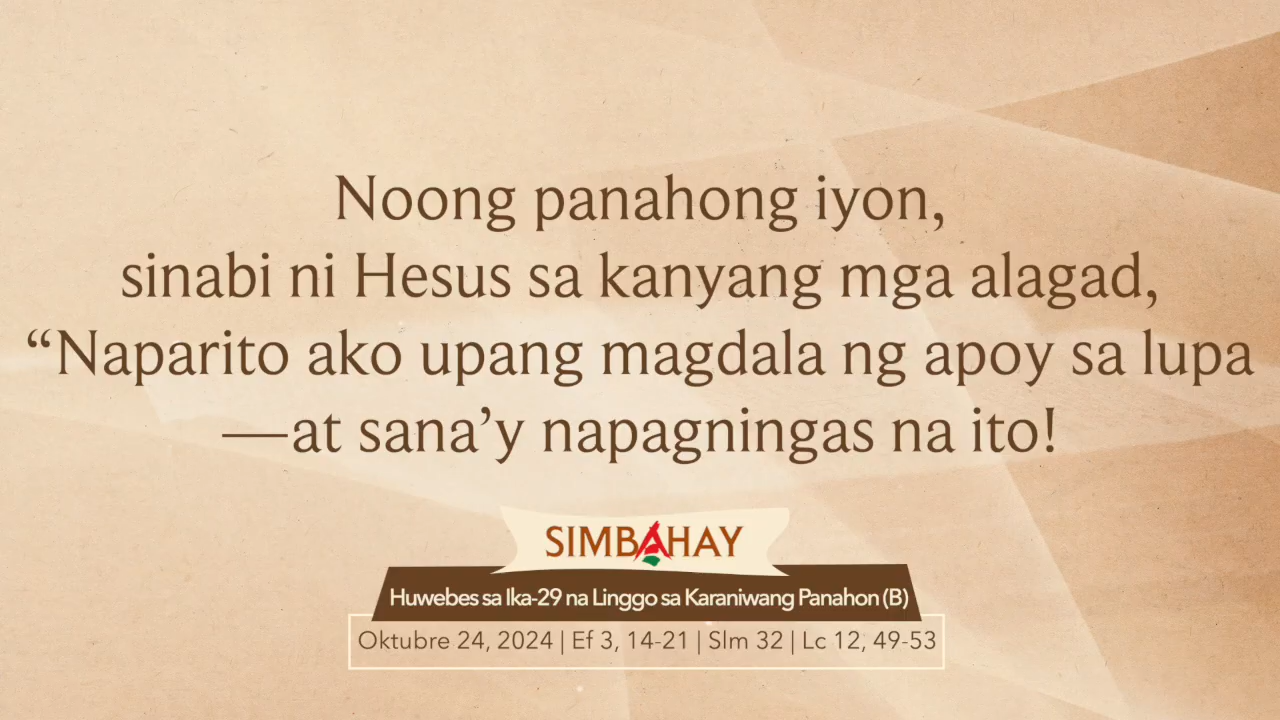 Noong panahong iyon,
sinabi ni Hesus sa kanyang mga alagad,
“Naparito ako upang magdala ng apoy sa lupa
—at sana’y napagningas na ito!
SIMBAHAY
Huwebes sa Ika-29 na Linggo sa Karaniwang Panahon (B)
Oktubre 24, 2024 | Ef 3, 14-21 | Slm 32 | Lc 12, 49-53